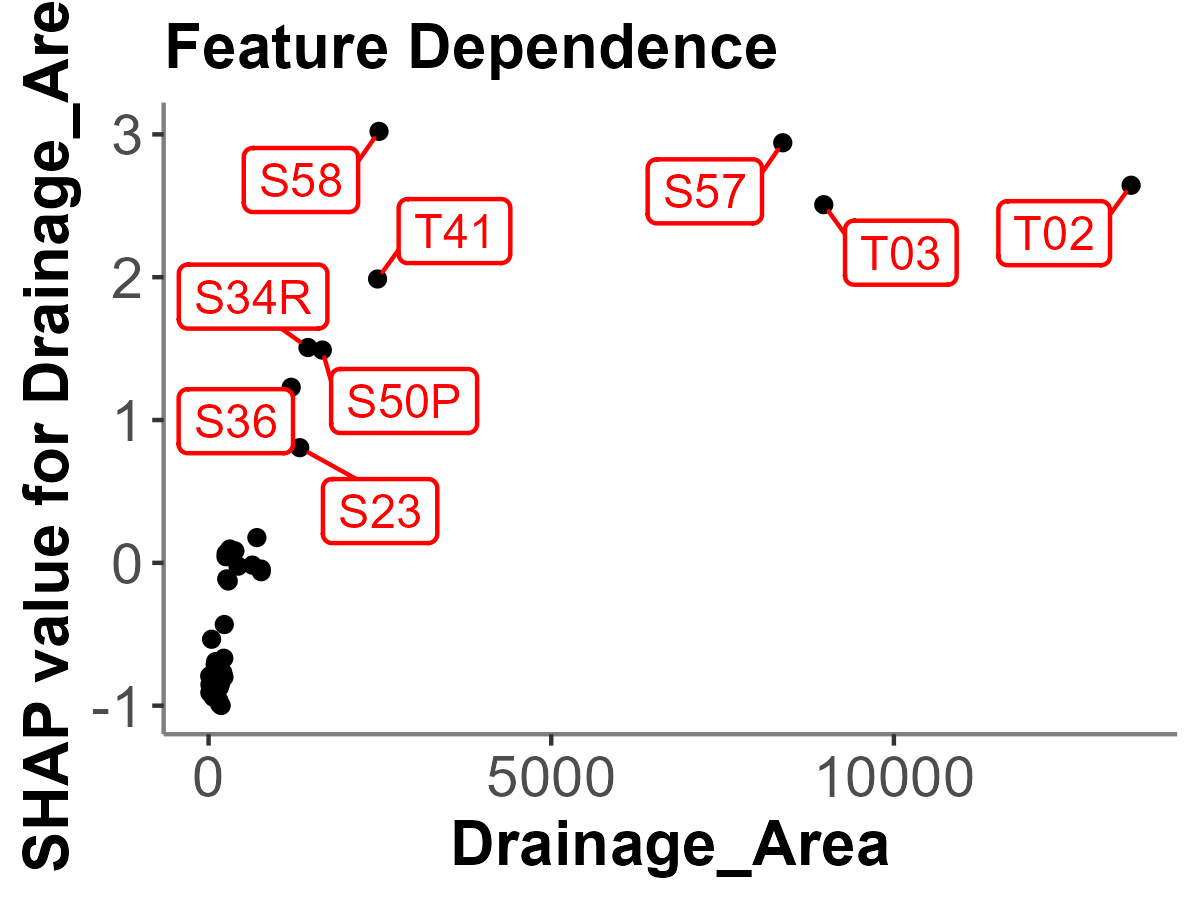 Feature Dependence
SHAP value for Drainage_Are
3
2
1
0
-1
S58
S57
T41
T03
T02
S34R
S50P
S36
S23
0
5000
10000
Drainage_Area